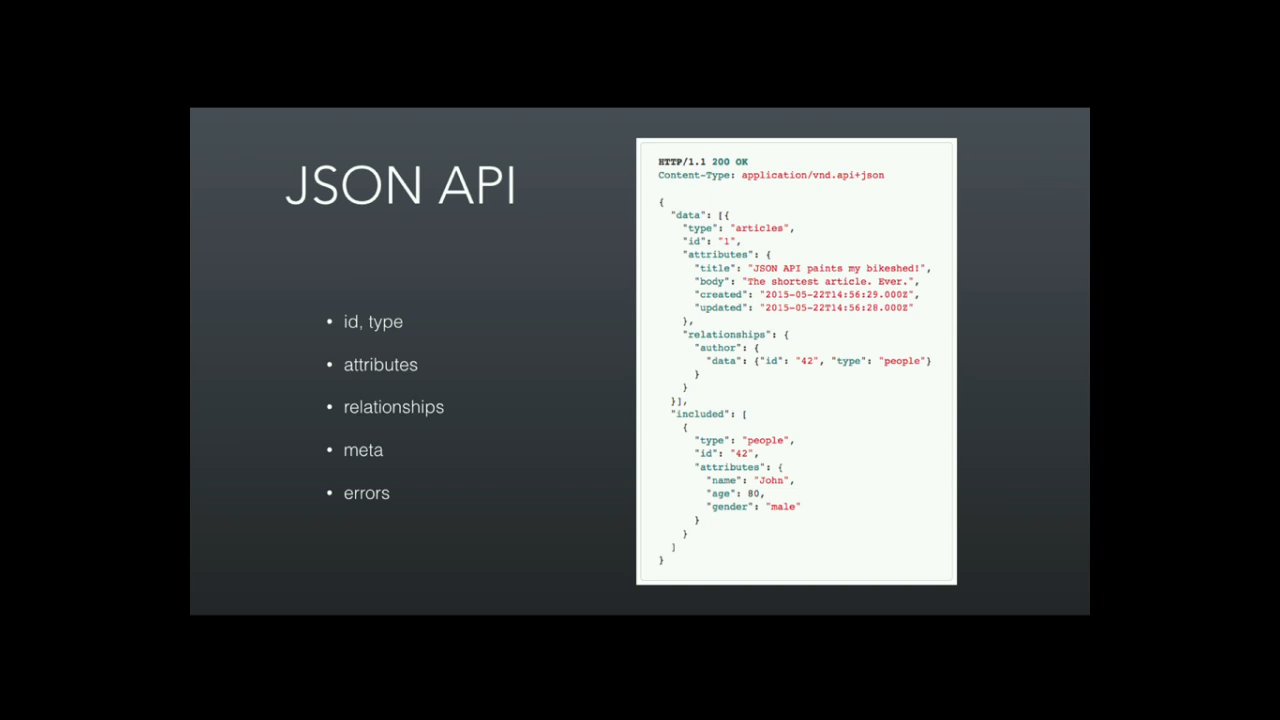 JSON API
• id, type
• attributes
• relationships
• meta
• errors
HTTP/1.1 200 OK
Content-Type: application/vnd.api+json
{
"data": [{
"type": "articles",
"id": "1",
"attributes": {
"title": "JSON API paints my bikeshed!",
"body": "The shortest article. Ever.",
"created": "2015-05-22T14:56:29.000Z",
"updated": "2015-05-22T14:56:28.000Z"
},
"relationships": {
"author": {
"data": {"id": "42", "type": "people"}
}
}
}],
"included": [
{
"type": "people",
"id": "42",
"attributes": {
"name": "John",
"age": 80,
"gender": "male"
}
}
]
}